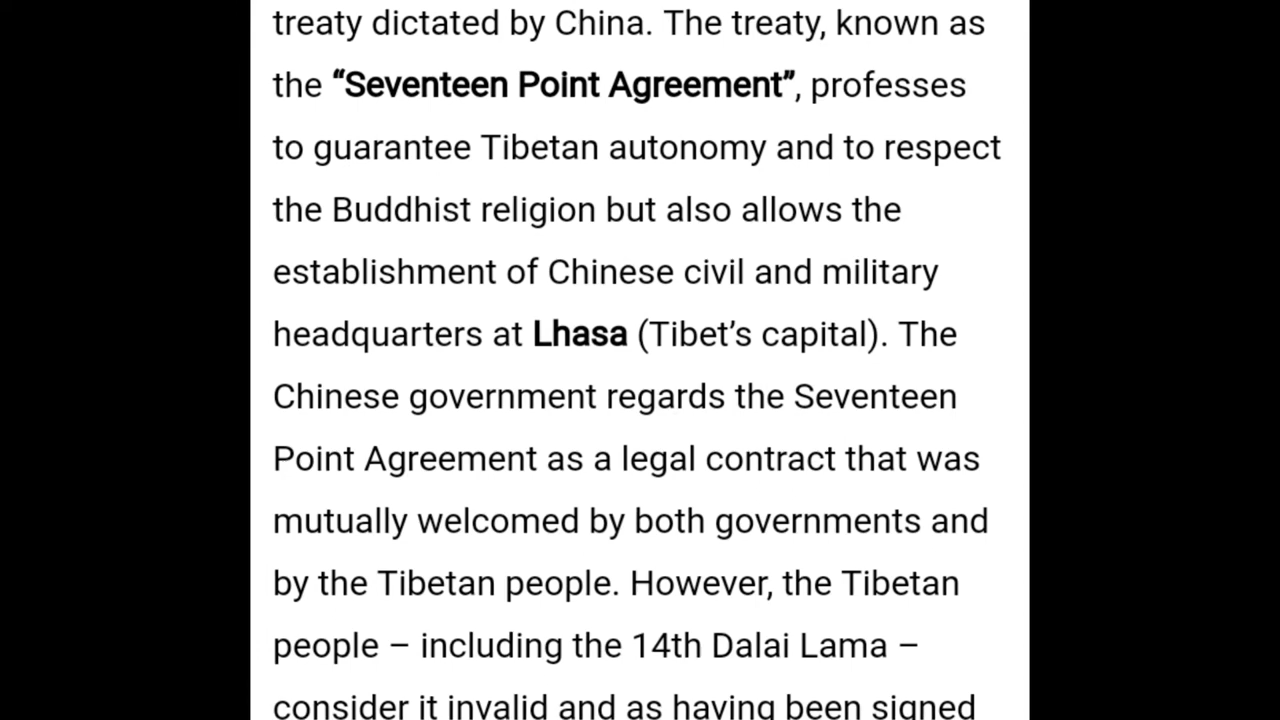 treaty dictated by China. The treaty, known as
the “Seventeen Point Agreement”, professes
to guarantee Tibetan autonomy and to respect
the Buddhist religion but also allows the
establishment of Chinese civil and military
headquarters at Lhasa (Tibet’s capital). The
Chinese government regards the Seventeen
Point Agreement as a legal contract that was
mutually welcomed by both governments and
by the Tibetan people. However, the Tibetan
people – including the 14th Dalai Lama –
consider it invalid and as having been signed